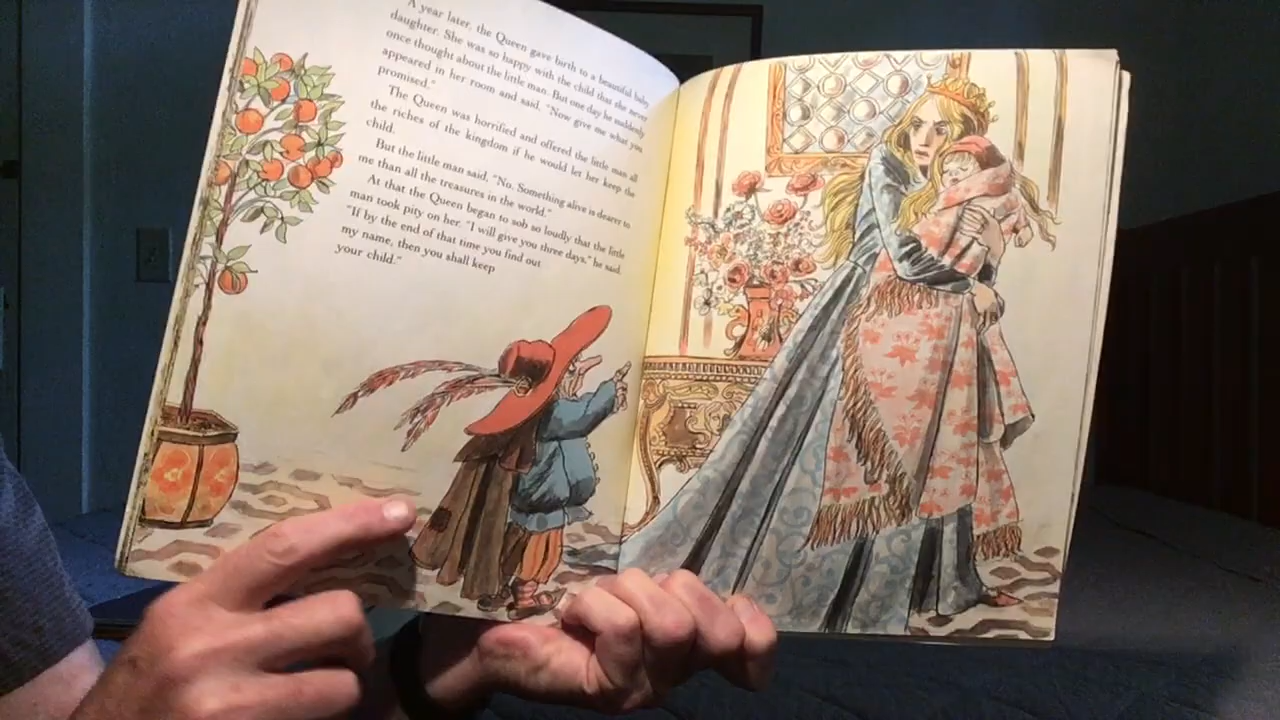 A year later, the Queen gave birth to a beautiful baby
daughter. She was so happy with the child that she never
once thought about the little man. But one day he suddenly
appeared in her room and said, "Now give me what you
promised."
The Queen was horrified and offered the little man all
the riches of the kingdom if he would let her keep the
child.
But the little man said, "No. Something alive is dearer to
me than all the treasures in the world."
At that the Queen began to sob so loudly that the little
man took pity on her. "I will give you three days," he said.
"If by the end of that time you find out
my name, then you shall keep
your child."